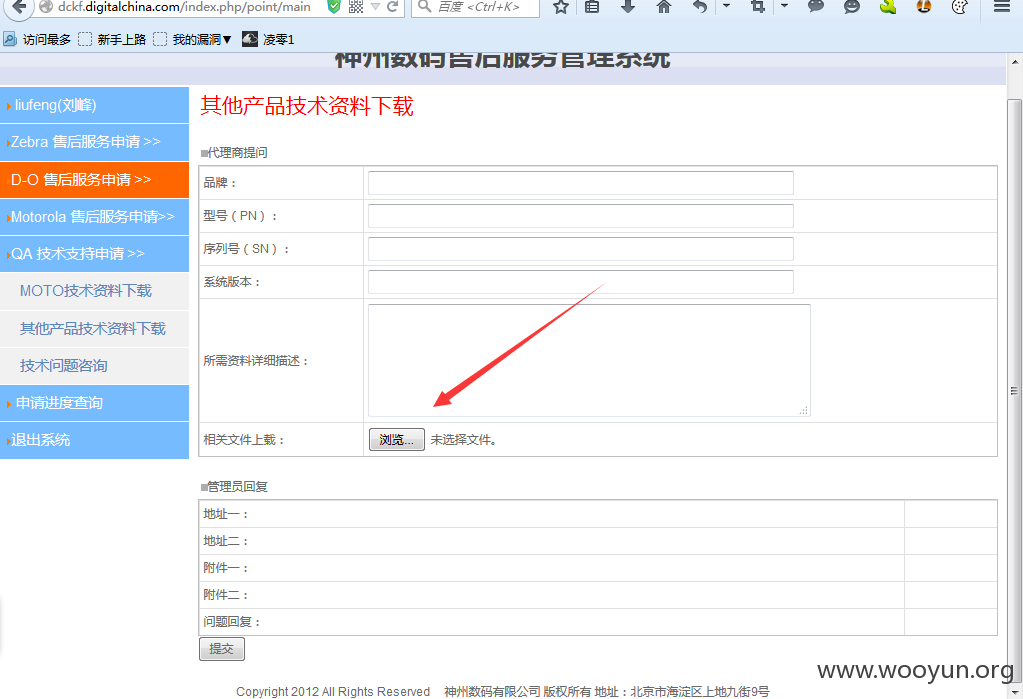 dckf.digitalchina.com/index.php/point/main
百度 <Ctrl+K>
访问最多 新手上路 我的漏洞▼ 凌零1
神州数码售后服务管理系统
liufeng(刘峰)
Zebra 售后服务申请 >>
D-O 售后服务申请 >>
Motorola 售后服务申请>>
QA 技术支持申请 >>
MOTO技术资料下载
其他产品技术资料下载
技术问题咨询
申请进度查询
退出系统
其他产品技术资料下载
代理商提问
品牌：
型号（PN）：
序列号（SN）：
系统版本：
所需资料详细描述：
相关文件上载： 浏览... 未选择文件。
管理员回复
地址一：
地址二：
附件一：
附件二：
问题回复：
提交
www.wooyun.org
Copyright 2012 All Rights Reserved 神州数码有限公司 版权所有 地址：北京市海淀区上地九街9号